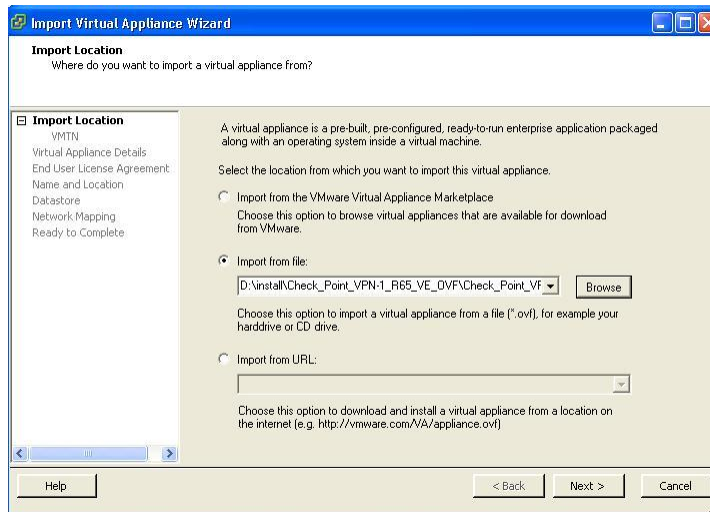 Import Virtual Appliance Wizard
Import Location
Where do you want to import a virtual appliance from?
Import Location
VMTN
Virtual Appliance Details
End User License Agreement
Name and Location
Datastore
Network Mapping
Ready to Complete
A virtual appliance is a pre-built, pre-configured, ready-to-run enterprise application packaged
along with an operating system inside a virtual machine.
Select the location from which you want to import this virtual appliance.
Import from the VMware Virtual Appliance Marketplace
Choose this option to browse virtual appliances that are available for download
from VMware.
Import from file:
D:\install\Check_Point_VPN-1_R65_VE_OVF\Check_Point_VF
Browse
Choose this option to import a virtual appliance from a file (*.ovf), for example your
harddrive or CD drive.
Import from URL:
Choose this option to download and install a virtual appliance from a location on
the internet (e.g. http://vmware.com/VA/appliance.ovf)
Help
< Back
Next >
Cancel